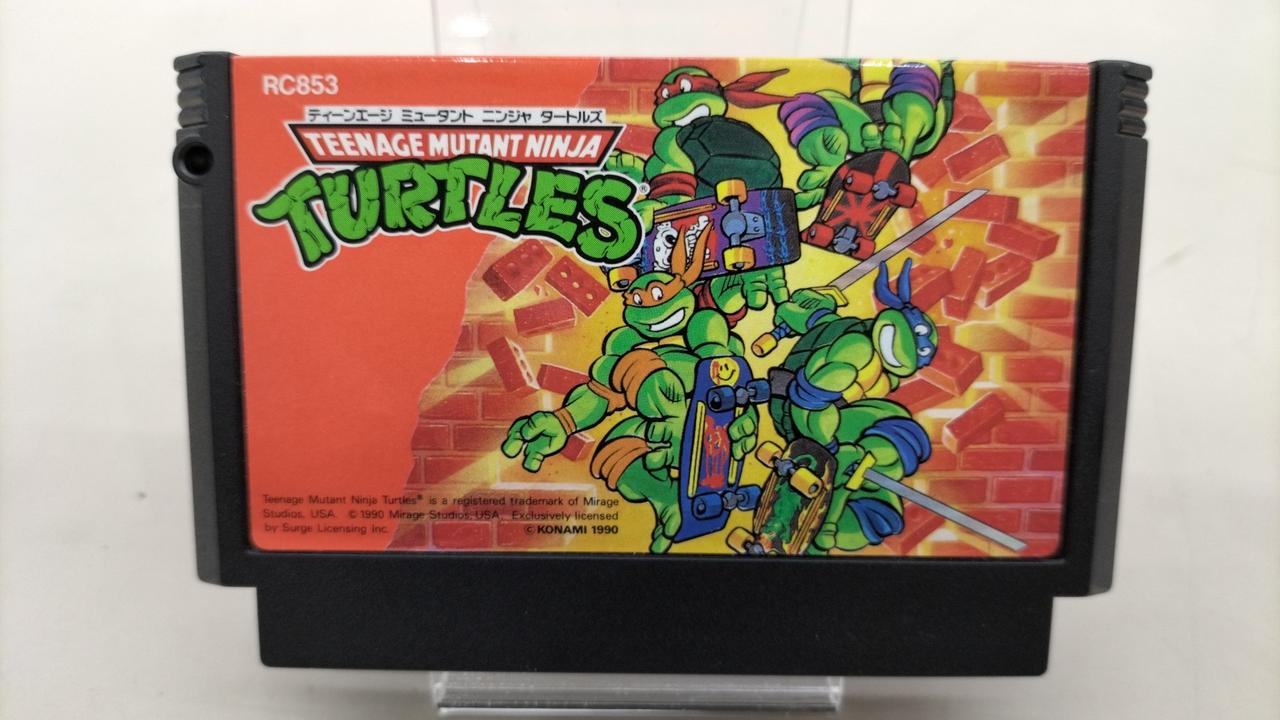 RC853
ティーンエージ ミュータント ニンジャ タートルズ
TEENAGE MUTANT NINJA
TURTLES®
Teenage Mutant Ninja Turtles® is a registered trademark of Mirage
Studios, USA. © 1990 Mirage Studios, USA. Exclusively licensed
by Surge Licensing Inc.
© KONAMI 1990